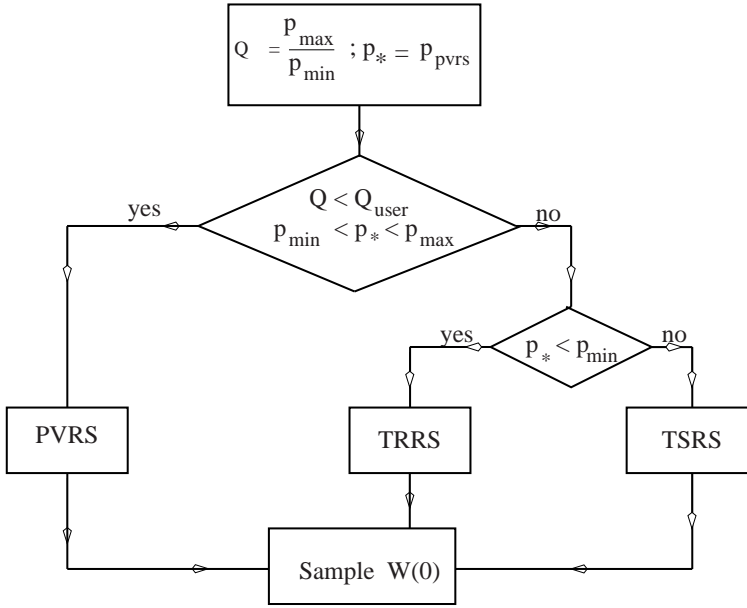 Q = p_max / p_min ; p_* = p_pvrs
Q < Q_user
p_min < p_* < p_max
yes
no
p_* < p_min
yes
no
PVRS
TRRS
TSRS
Sample W(0)